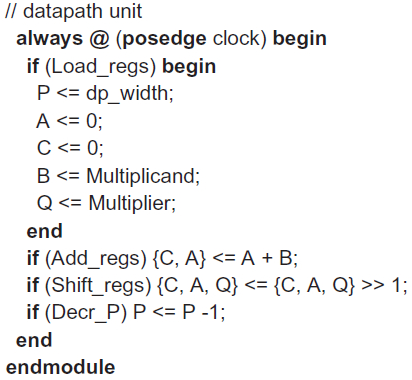 // datapath unit
always @ (posedge clock) begin
if (Load_regs) begin
P <= dp_width;
A <= 0;
C <= 0;
B <= Multiplicand;
Q <= Multiplier;
end
if (Add_regs) {C, A} <= A + B;
if (Shift_regs) {C, A, Q} <= {C, A, Q} >> 1;
if (Decr_P) P <= P -1;
end
endmodule